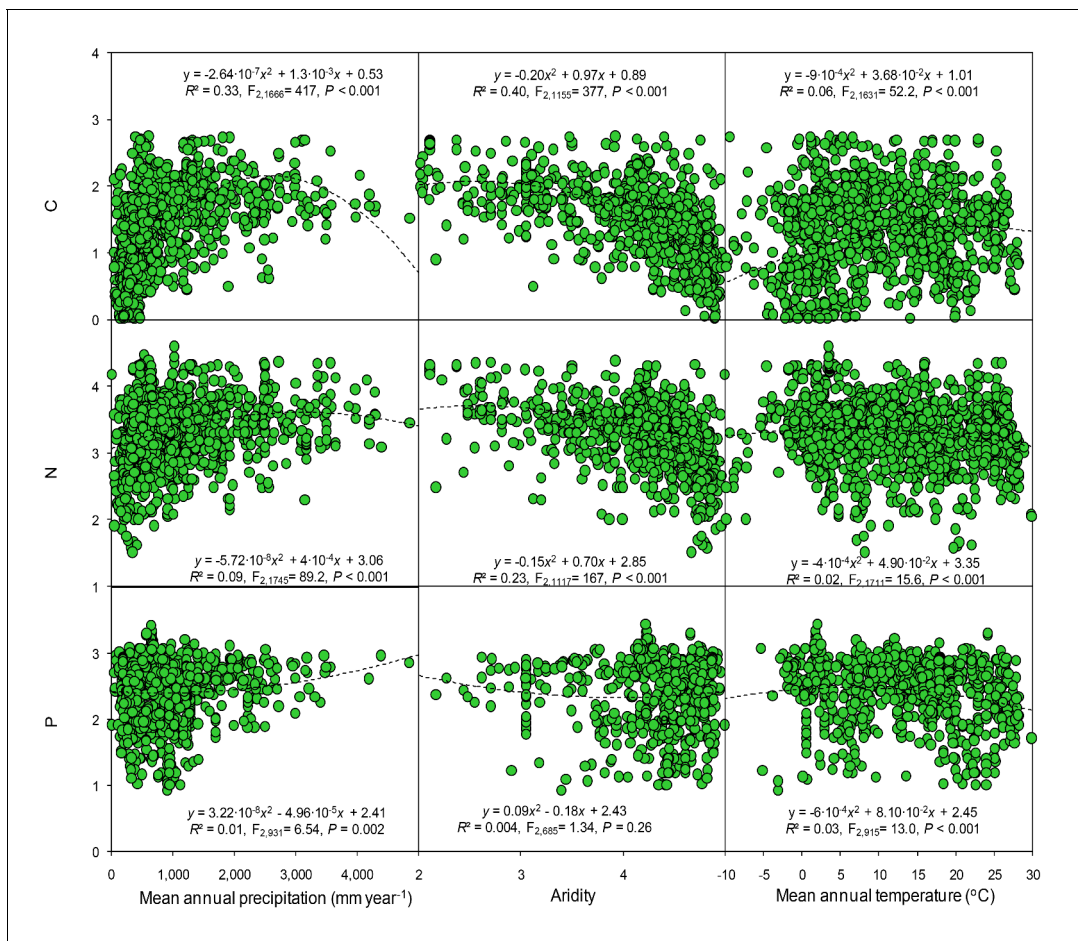 4
y = -2.64·10⁻⁷x² + 1.3·10⁻³x + 0.53
R² = 0.33, F₂,₁₆₆₆= 417, P < 0.001
y = -0.20x² + 0.97x + 0.89
R² = 0.40, F₂,₁₁₅₅= 377, P < 0.001
y = -9·10⁻⁴x² + 3.68·10⁻²x + 1.01
R² = 0.06, F₂,₁₆₃₁= 52.2, P < 0.001
3
2
C
1
0
4
3
N
2
y = -5.72·10⁻⁸x² + 4·10⁻⁴x + 3.06
R² = 0.09, F₂,₁₇₄₅= 89.2, P < 0.001
y = -0.15x² + 0.70x + 2.85
R² = 0.23, F₂,₁₁₁₇= 167, P < 0.001
y = -4·10⁻⁴x² + 4.90·10⁻²x + 3.35
R² = 0.02, F₂,₁₇₁₁= 15.6, P < 0.001
1
3
P
2
1
y = 3.22·10⁻⁸x² - 4.96·10⁻⁵x + 2.41
R² = 0.01, F₂,₉₃₁= 6.54, P = 0.002
y = 0.09x² - 0.18x + 2.43
R² = 0.004, F₂,₆₈₅= 1.34, P = 0.26
y = -6·10⁻⁴x² + 8.10·10⁻²x + 2.45
R² = 0.03, F₂,₉₁₅= 13.0, P < 0.001
0
0 1,000 2,000 3,000 4,000 2 3 4 -10 -5 0 5 10 15 20 25 30
Mean annual precipitation (mm year⁻¹) Aridity Mean annual temperature (ºC)